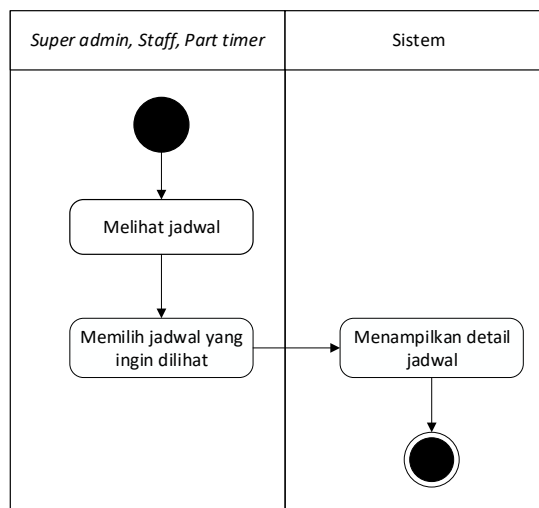 Super admin, Staff, Part timer
Sistem
Melihat jadwal
Memilih jadwal yang
ingin dilihat
Menampilkan detail
jadwal